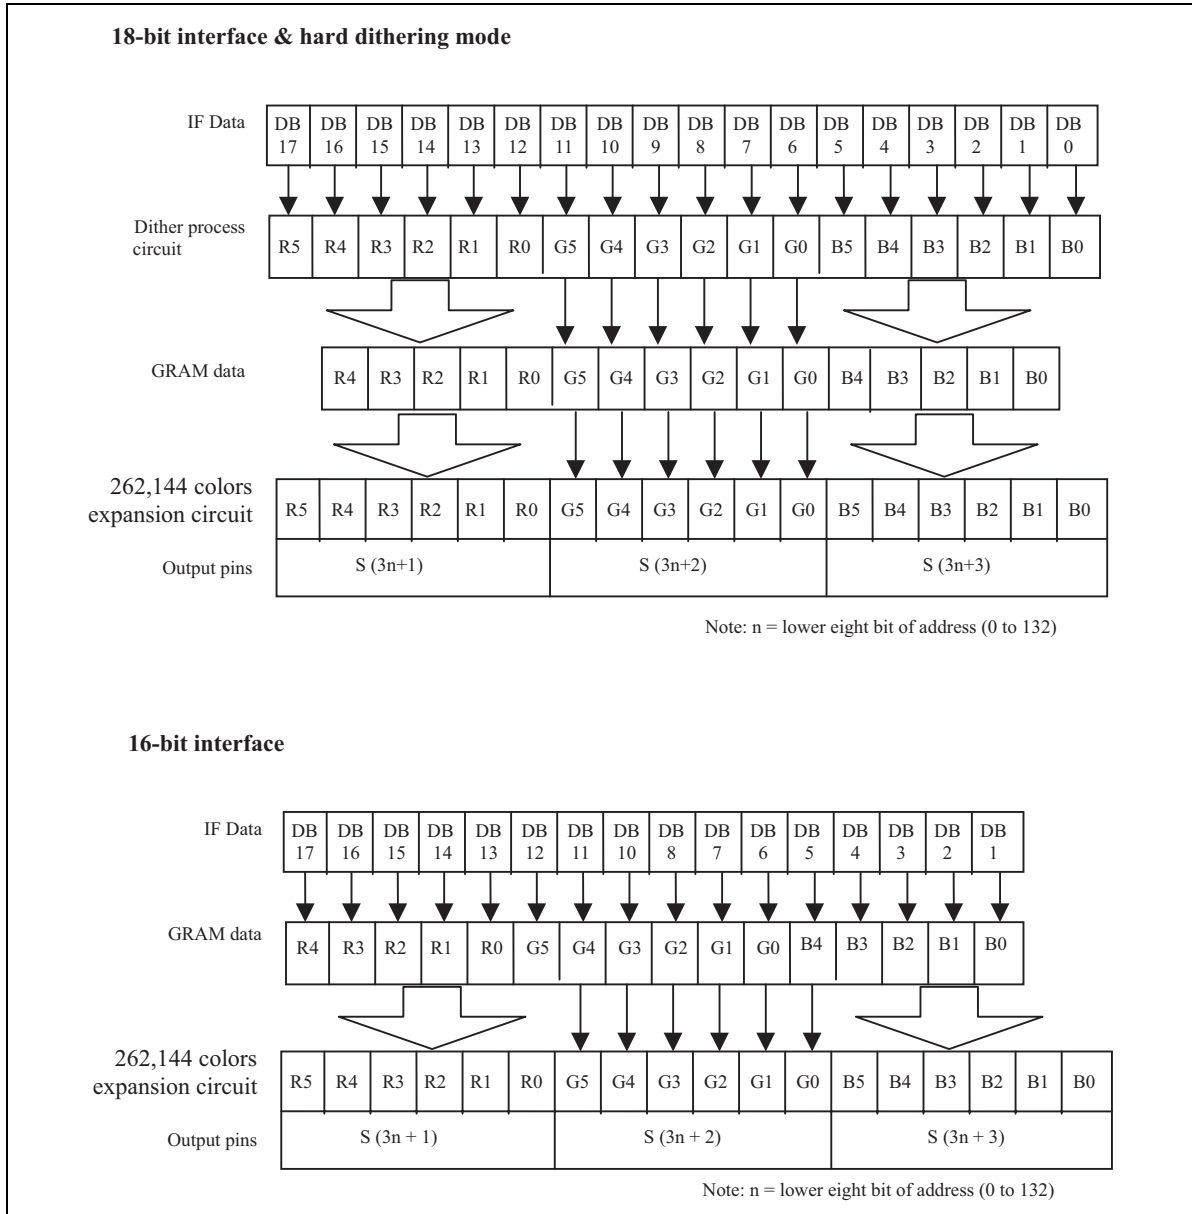 18-bit interface & hard dithering mode
IF Data DB 17 DB 16 DB 15 DB 14 DB 13 DB 12 DB 11 DB 10 DB 9 DB 8 DB 7 DB 6 DB 5 DB 4 DB 3 DB 2 DB 1 DB 0
Dither process
circuit
R5 R4 R3 R2 R1 R0 G5 G4 G3 G2 G1 G0 B5 B4 B3 B2 B1 B0
GRAM data R4 R3 R2 R1 R0 G5 G4 G3 G2 G1 G0 B4 B3 B2 B1 B0
262,144 colors
expansion circuit
R5 R4 R3 R2 R1 R0 G5 G4 G3 G2 G1 G0 B5 B4 B3 B2 B1 B0
Output pins S (3n+1) S (3n+2) S (3n+3)
Note: n = lower eight bit of address (0 to 132)
16-bit interface
IF Data DB 17 DB 16 DB 15 DB 14 DB 13 DB 12 DB 11 DB 10 DB 8 DB 7 DB 6 DB 5 DB 4 DB 3 DB 2 DB 1
GRAM data R4 R3 R2 R1 R0 G5 G4 G3 G2 G1 G0 B4 B3 B2 B1 B0
262,144 colors
expansion circuit
R5 R4 R3 R2 R1 R0 G5 G4 G3 G2 G1 G0 B5 B4 B3 B2 B1 B0
Output pins S (3n + 1) S (3n + 2) S (3n + 3)
Note: n = lower eight bit of address (0 to 132)